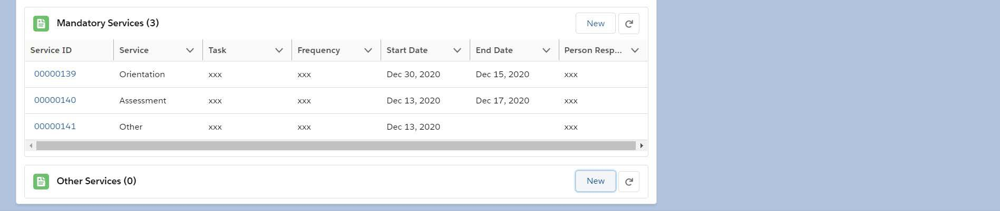 Mandatory Services (3) New
Service ID Service Task Frequency Start Date End Date Person Resp...
00000139 Orientation xxx xxx Dec 30, 2020 Dec 15, 2020 xxx
00000140 Assessment xxx xxx Dec 13, 2020 Dec 17, 2020 xxx
00000141 Other xxx xxx Dec 13, 2020 xxx
Other Services (0) New